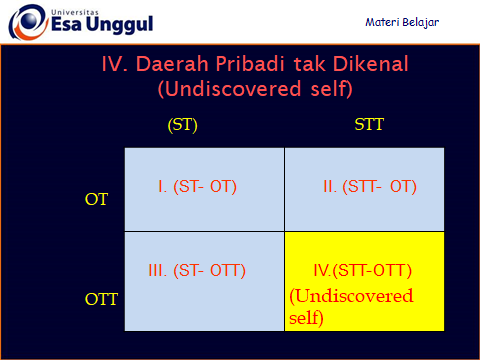 Universitas
Esa Unggul
Materi Belajar
IV. Daerah Pribadi tak Dikenal
(Undiscovered self)
(ST)
STT
OT
I. (ST- OT)
II. (STT- OT)
OTT
III. (ST- OTT)
IV.(STT-OTT)
(Undiscovered
self)